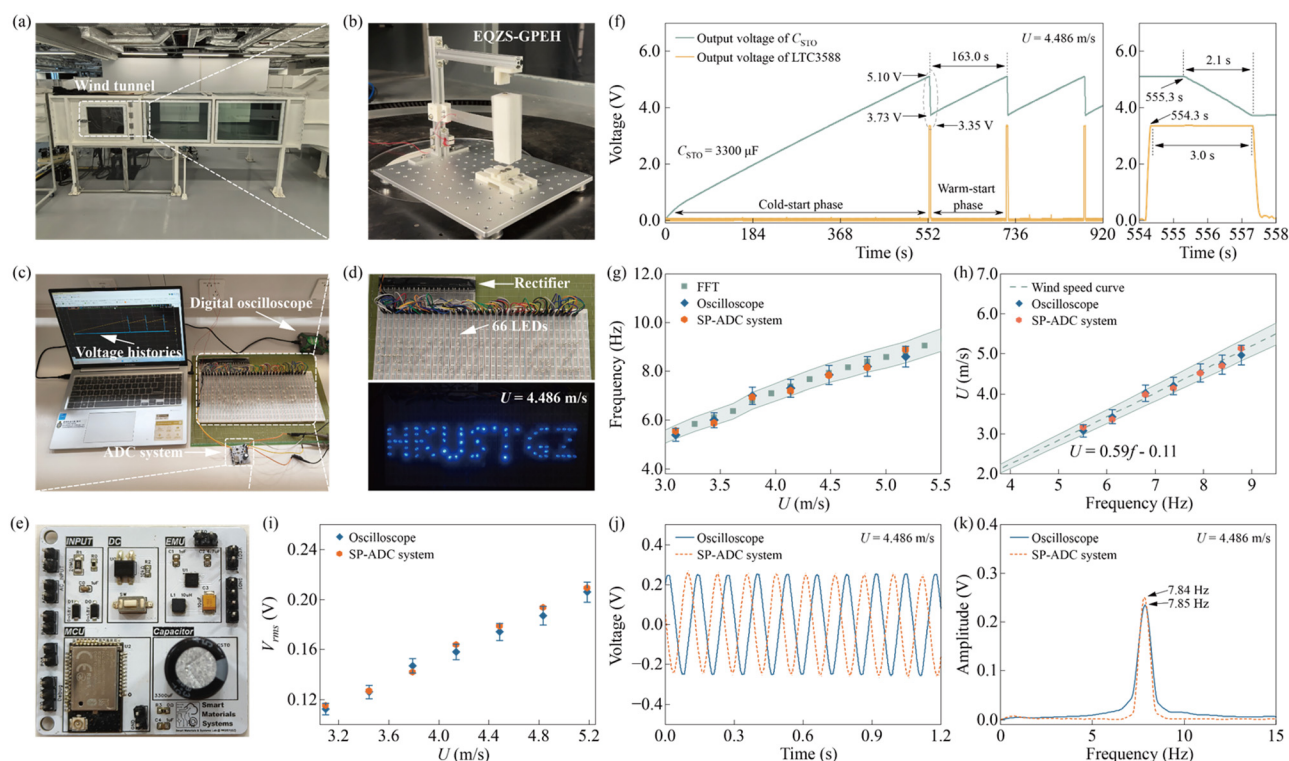 (a)
Wind tunnel
(b)
EQZS-GPEH
(c)
Digital oscilloscope
Voltage histories
ADC system
(d)
Rectifier
66 LEDs
U = 4.486 m/s
HKUSTGZ
(e)
INPUT
DC
EMU
MCU
Capacitor
3300uF
Smart
Materials
Systems
(f)
Output voltage of C_STO
Output voltage of LTC3588
U = 4.486 m/s
163.0 s
5.10 V
3.73 V
3.35 V
C_STO = 3300 μF
Cold-start phase
Warm-start
phase
Voltage (V)
6.0
4.0
2.0
0.0
0 184 368 552 736 920
Time (s)
6.0
4.0
2.0
0.0
2.1 s
555.3 s
554.3 s
3.0 s
554 555 556 557 558
Time (s)
(g)
FFT
Oscilloscope
SP-ADC system
Frequency (Hz)
12.0
10.0
8.0
6.0
4.0
3.0 3.5 4.0 4.5 5.0 5.5
U (m/s)
(h)
Wind speed curve
Oscilloscope
SP-ADC system
U (m/s)
7.0
6.0
5.0
4.0
3.0
2.0
U = 0.59f - 0.11
4 5 6 7 8 9 10
Frequency (Hz)
(i)
Oscilloscope
SP-ADC system
V_rms (V)
0.24
0.20
0.16
0.12
3.2 3.6 4.0 4.4 4.8 5.2
U (m/s)
(j)
Oscilloscope
SP-ADC system
U = 4.486 m/s
Voltage (V)
0.4
0.2
0.0
−0.2
−0.4
0.0 0.3 0.6 0.9 1.2
Time (s)
(k)
Oscilloscope
SP-ADC system
U = 4.486 m/s
7.84 Hz
7.85 Hz
Amplitude (V)
0.4
0.3
0.2
0.1
0.0
0 5 10 15
Frequency (Hz)